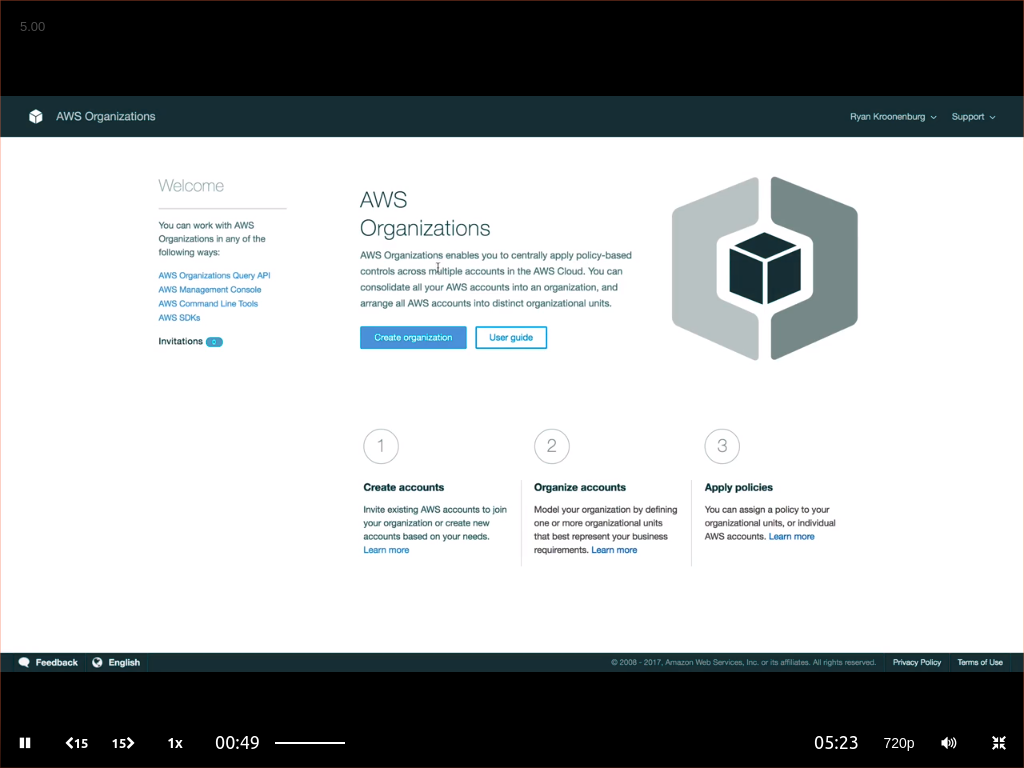 5.00
AWS Organizations
Ryan Kroonenburg
Support
Welcome
You can work with AWS
Organizations in any of the
following ways:
AWS Organizations Query API
AWS Management Console
AWS Command Line Tools
AWS SDKs
Invitations 0
AWS
Organizations
AWS Organizations enables you to centrally apply policy-based
controls across multiple accounts in the AWS Cloud. You can
consolidate all your AWS accounts into an organization, and
arrange all AWS accounts into distinct organizational units.
Create organization
User guide
1
Create accounts
Invite existing AWS accounts to join
your organization or create new
accounts based on your needs.
Learn more
2
Organize accounts
Model your organization by defining
one or more organizational units
that best represent your business
requirements. Learn more
3
Apply policies
You can assign a policy to your
organizational units, or individual
AWS accounts. Learn more
Feedback
English
© 2008 - 2017, Amazon Web Services, Inc. or its affiliates. All rights reserved.
Privacy Policy
Terms of Use
15
15
1x
00:49
05:23
720p